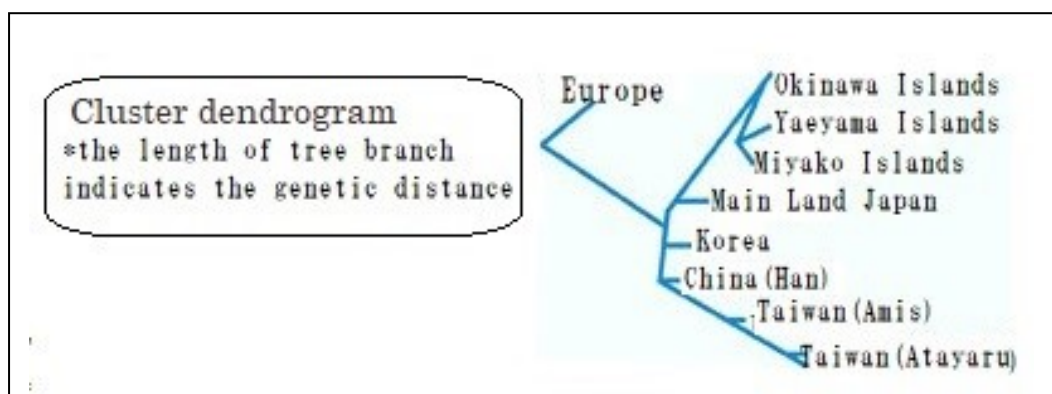 Cluster dendrogram
*the length of tree branch
indicates the genetic distance
Europe
Okinawa Islands
Yaeyama Islands
Miyako Islands
Main Land Japan
Korea
China(Han)
Taiwan(Amis)
Taiwan(Atayaru)